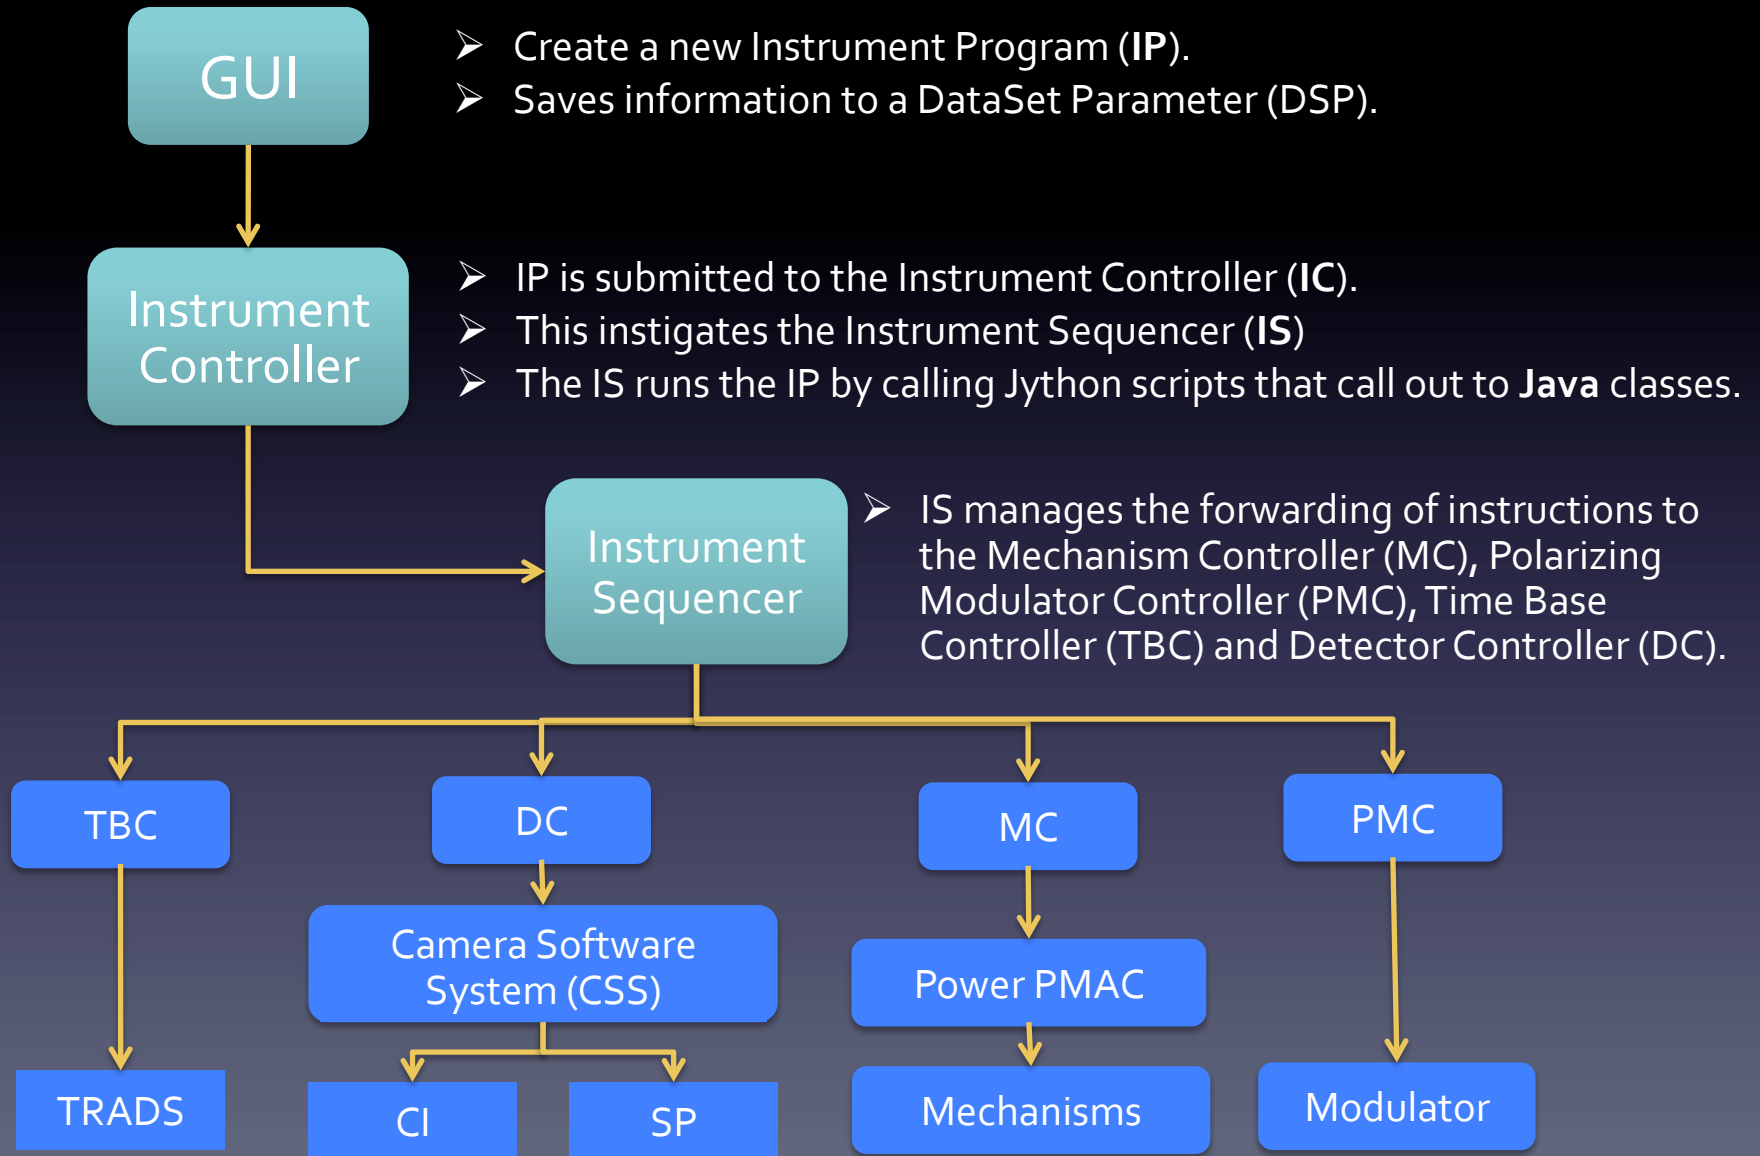 GUI
➢ Create a new Instrument Program (IP).
➢ Saves information to a DataSet Parameter (DSP).
Instrument
Controller
➢ IP is submitted to the Instrument Controller (IC).
➢ This instigates the Instrument Sequencer (IS)
➢ The IS runs the IP by calling Jython scripts that call out to Java classes.
Instrument
Sequencer
➢ IS manages the forwarding of instructions to
the Mechanism Controller (MC), Polarizing
Modulator Controller (PMC), Time Base
Controller (TBC) and Detector Controller (DC).
TBC
DC
MC
PMC
Camera Software
System (CSS)
Power PMAC
TRADS
CI
SP
Mechanisms
Modulator